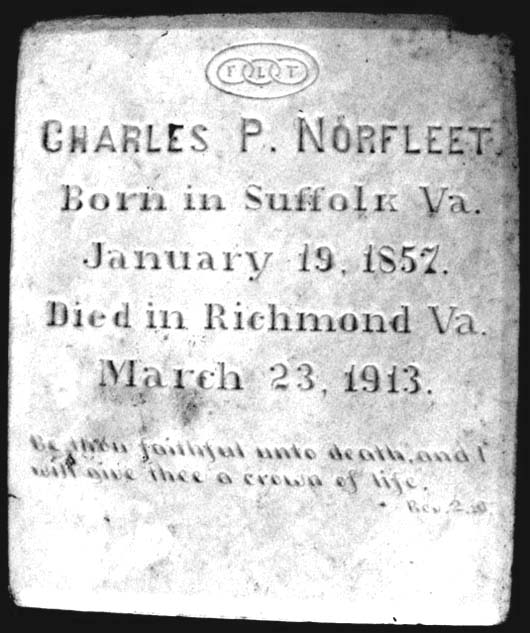 F L T
CHARLES P. NORFLEET.
Born in Suffolk Va.
January 19, 1857.
Died in Richmond Va.
March 23, 1913.
Be thou faithful unto death, and I
will give thee a crown of life.
Rev. 2.10